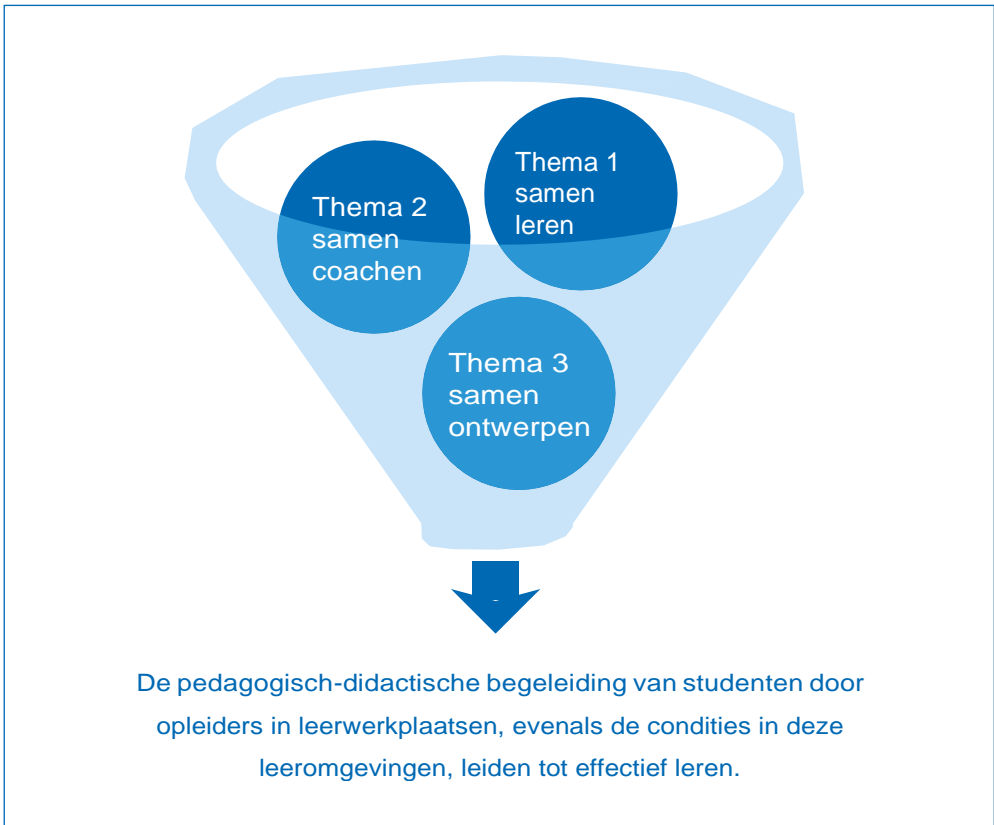 Thema 1
samen
leren
Thema 2
samen
coachen
Thema 3
samen
ontwerpen
De pedagogisch-didactische begeleiding van studenten door
opleiders in leerwerkplaatsen, evenals de condities in deze
leeromgevingen, leiden tot effectief leren.